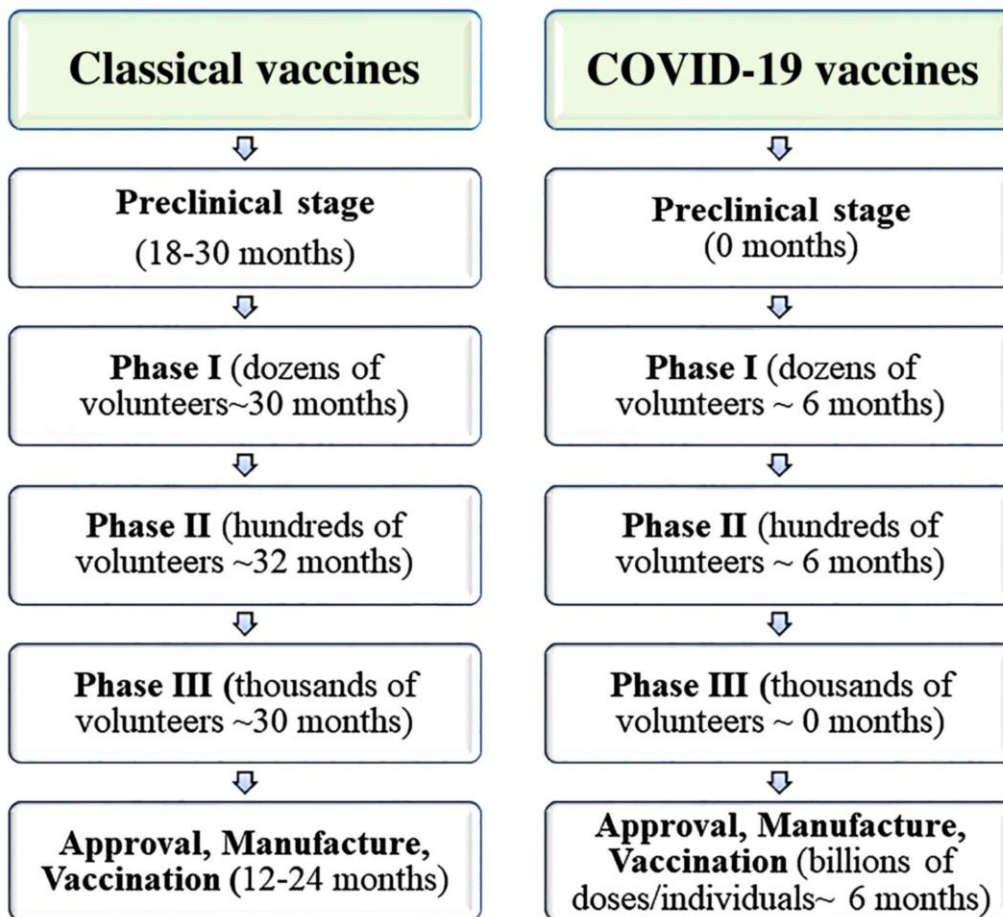 Classical vaccines
Preclinical stage
(18-30 months)
Phase I (dozens of
volunteers~30 months)
Phase II (hundreds of
volunteers ~32 months)
Phase III (thousands of
volunteers ~30 months)
Approval, Manufacture,
Vaccination (12-24 months)
COVID-19 vaccines
Preclinical stage
(0 months)
Phase I (dozens of
volunteers ~ 6 months)
Phase II (hundreds of
volunteers ~ 6 months)
Phase III (thousands of
volunteers ~ 0 months)
Approval, Manufacture,
Vaccination (billions of
doses/individuals~ 6 months)